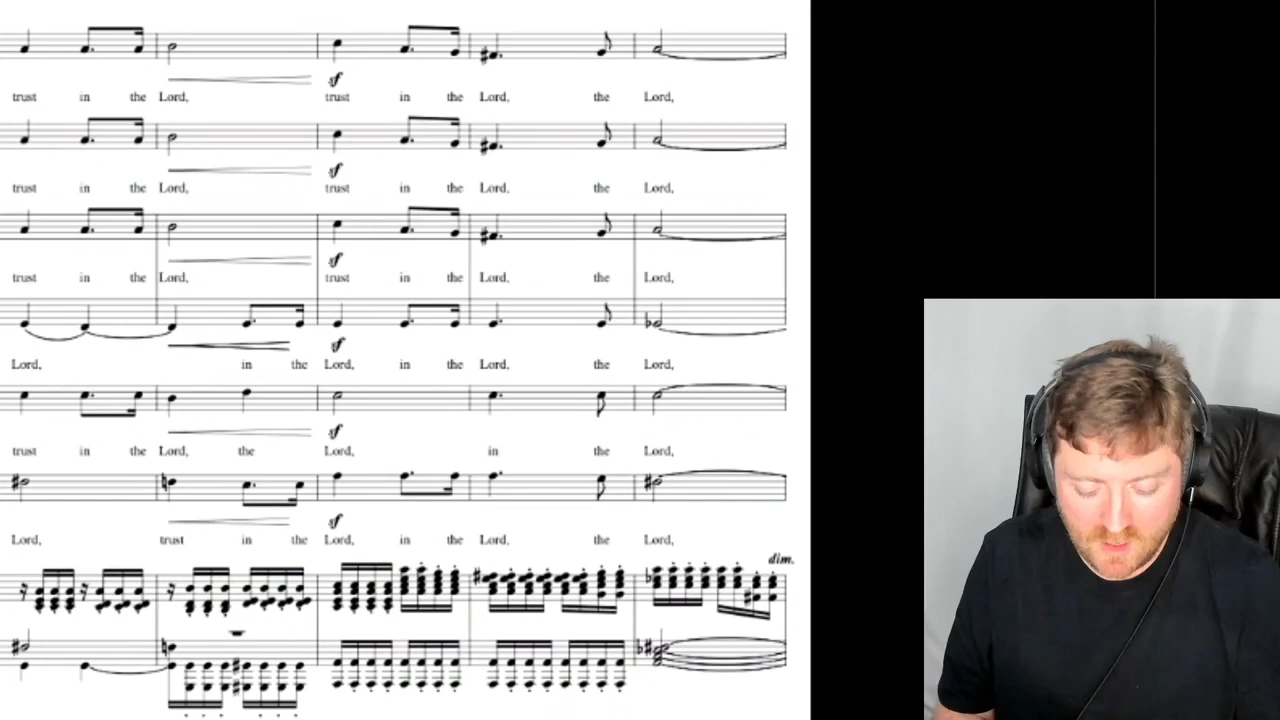 trust in the Lord, trust in the Lord, the Lord,
sf
trust in the Lord, trust in the Lord, the Lord,
sf
trust in the Lord, trust in the Lord, the Lord,
sf
Lord, in the Lord, in the Lord, the Lord,
sf
trust in the Lord, the Lord, in the Lord,
sf
Lord, trust in the Lord, in the Lord, the Lord,
sf
dim.